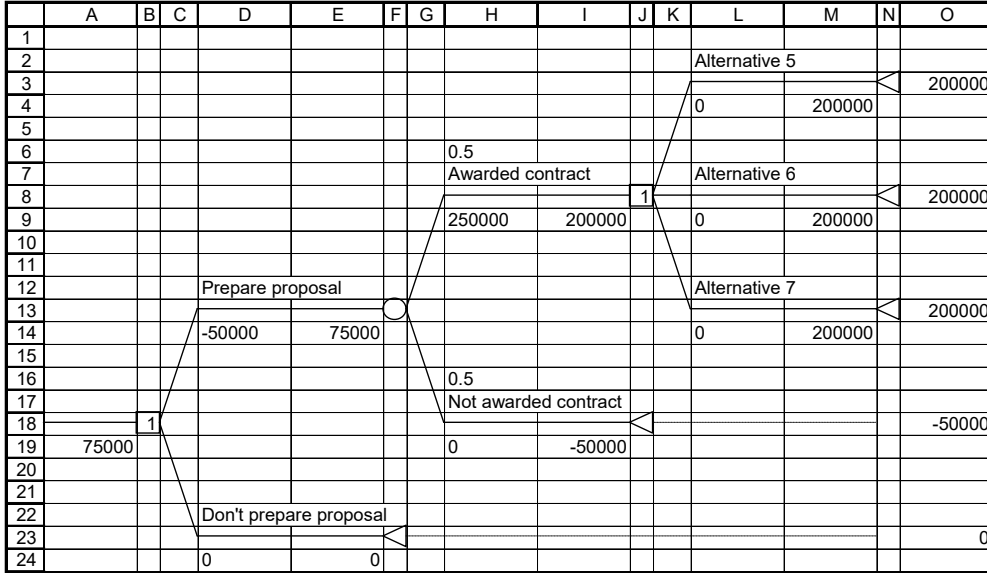 A B C D E F G H I J K L M N O
1
2 Alternative 5
3 200000
4 0 200000
5
6 0.5
7 Awarded contract Alternative 6
8 1 200000
9 250000 200000 0 200000
10
11
12 Prepare proposal Alternative 7
13 200000
14 -50000 75000 0 200000
15
16 0.5
17 Not awarded contract
18 1 -50000
19 75000 0 -50000
20
21
22 Don't prepare proposal
23 0
24 0 0